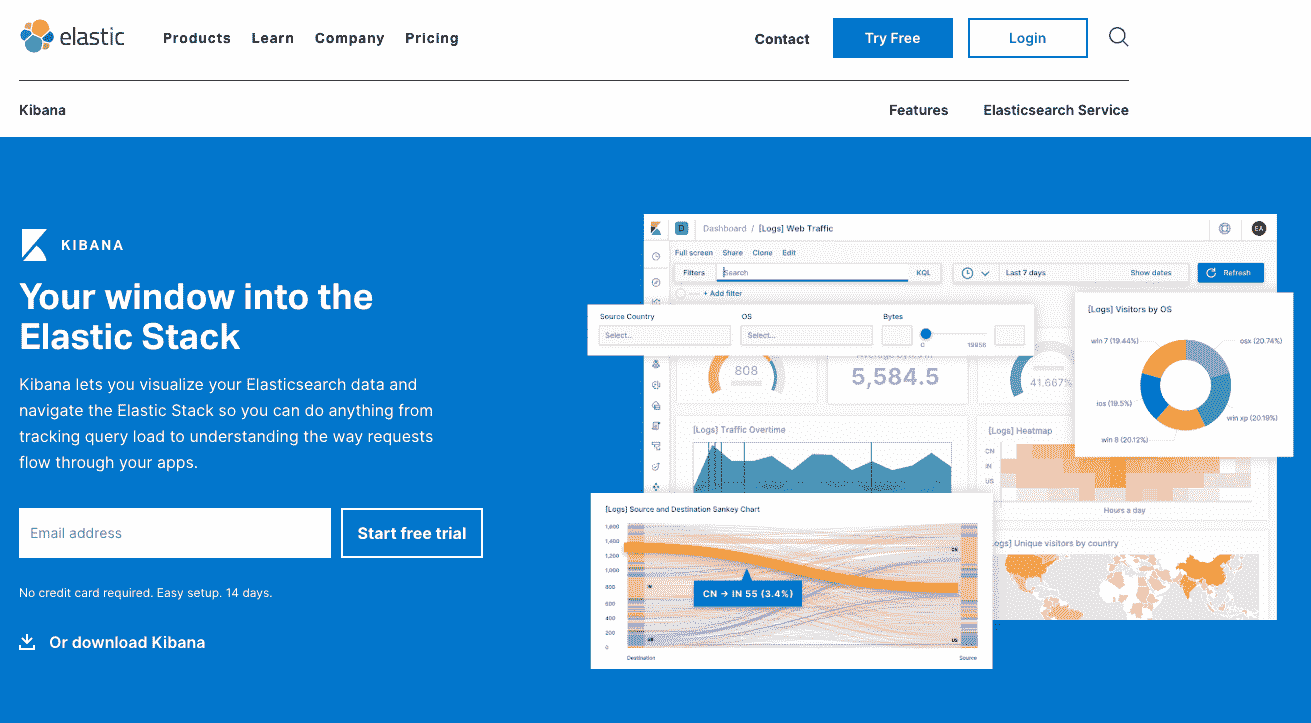 elastic
Products Learn Company Pricing
Contact
Try Free
Login
Kibana
Features Elasticsearch Service
KIBANA
Your window into the
Elastic Stack
Kibana lets you visualize your Elasticsearch data and
navigate the Elastic Stack so you can do anything from
tracking query load to understanding the way requests
flow through your apps.
Email address
Start free trial
No credit card required. Easy setup. 14 days.
Or download Kibana
D
Dashboard / [Logs] Web Traffic
EA
Full screen Share Clone Edit
Filters
Search
KQL
Last 7 days
Show dates
Refresh
+ Add filter
Source Country
OS
Bytes
Select...
Select...
0
19956
808
5,584.5
41.667%
[Logs] Visitors by OS
win 7 (19.44%)
osx (20.74%)
ios (19.5%)
win xp (20.19%)
win 8 (20.12%)
[Logs] Traffic Overtime
[Logs] Heatmap
CN
IN
US
Hours a day
[Logs] Source and Destination Sankey Chart
1,600
1,400
1,200
1,000
800
600
400
200
0
IN
CN → IN 55 (3.4%)
US
Destination
Source
Unique visitors by country